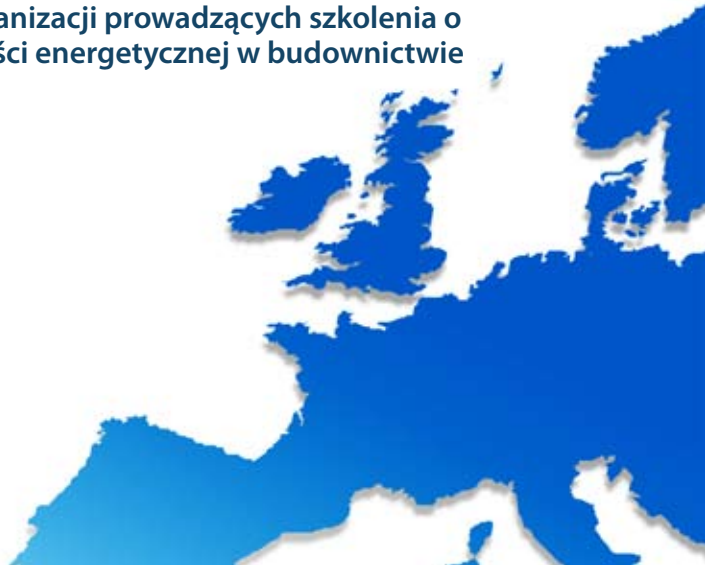 anizacji prowadzących szkolenia o
ści energetycznej w budownictwie